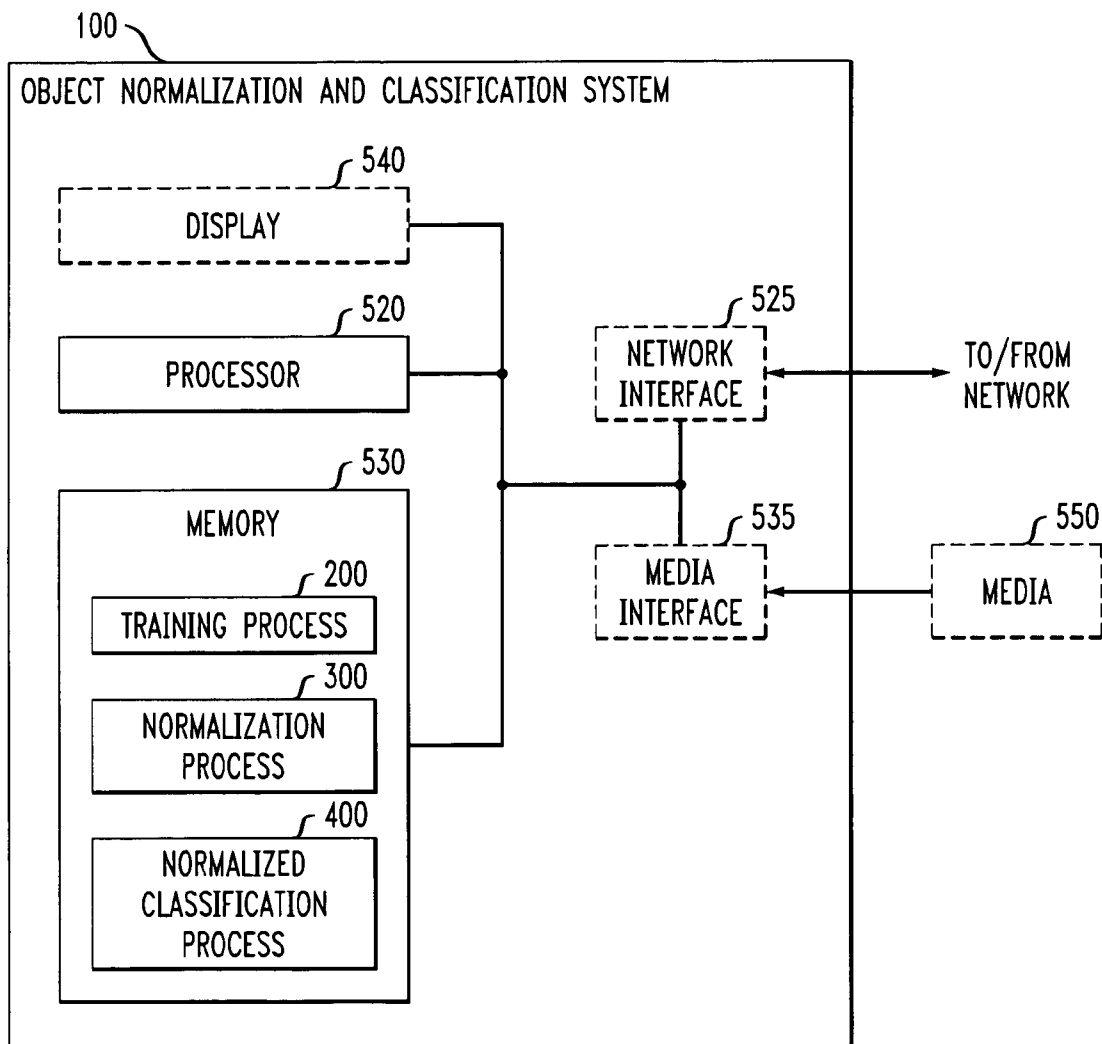 100
OBJECT NORMALIZATION AND CLASSIFICATION SYSTEM
540
DISPLAY
520
PROCESSOR
525
NETWORK
INTERFACE
TO/FROM
NETWORK
530
MEMORY
200
TRAINING PROCESS
300
NORMALIZATION
PROCESS
400
NORMALIZED
CLASSIFICATION
PROCESS
535
MEDIA
INTERFACE
550
MEDIA